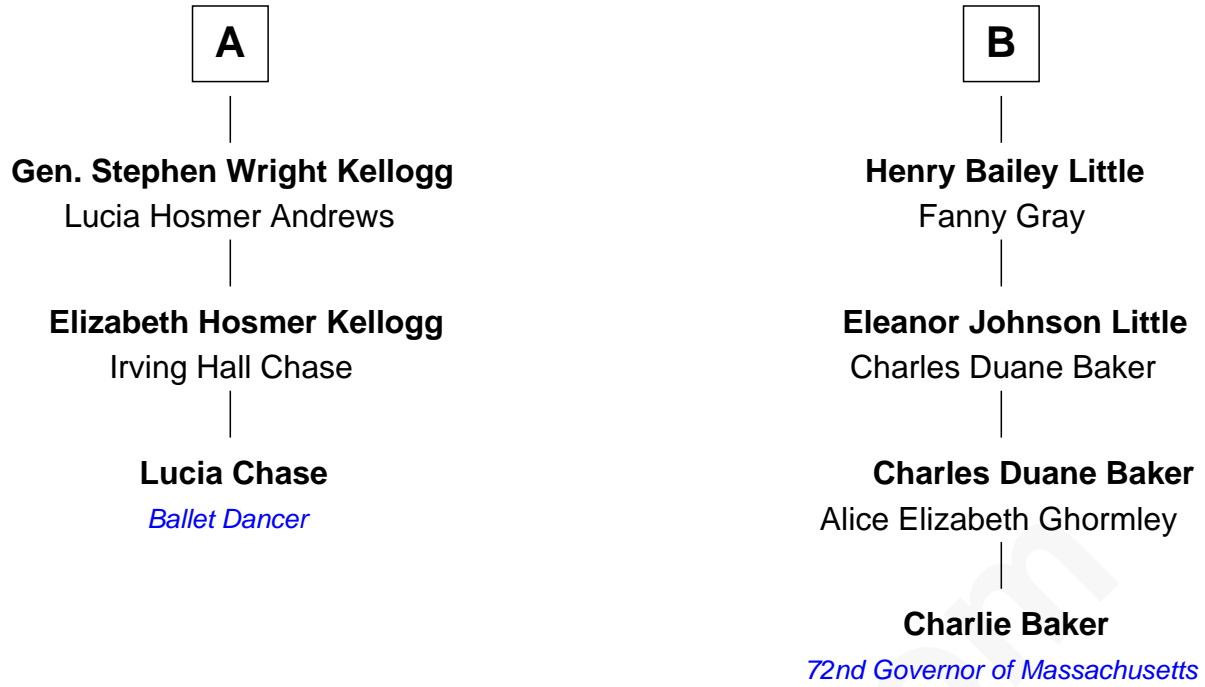 A
Gen. Stephen Wright Kellogg
Lucia Hosmer Andrews
Elizabeth Hosmer Kellogg
Irving Hall Chase
Lucia Chase
Ballet Dancer
B
Henry Bailey Little
Fanny Gray
Eleanor Johnson Little
Charles Duane Baker
Charles Duane Baker
Alice Elizabeth Ghormley
Charlie Baker
72nd Governor of Massachusetts